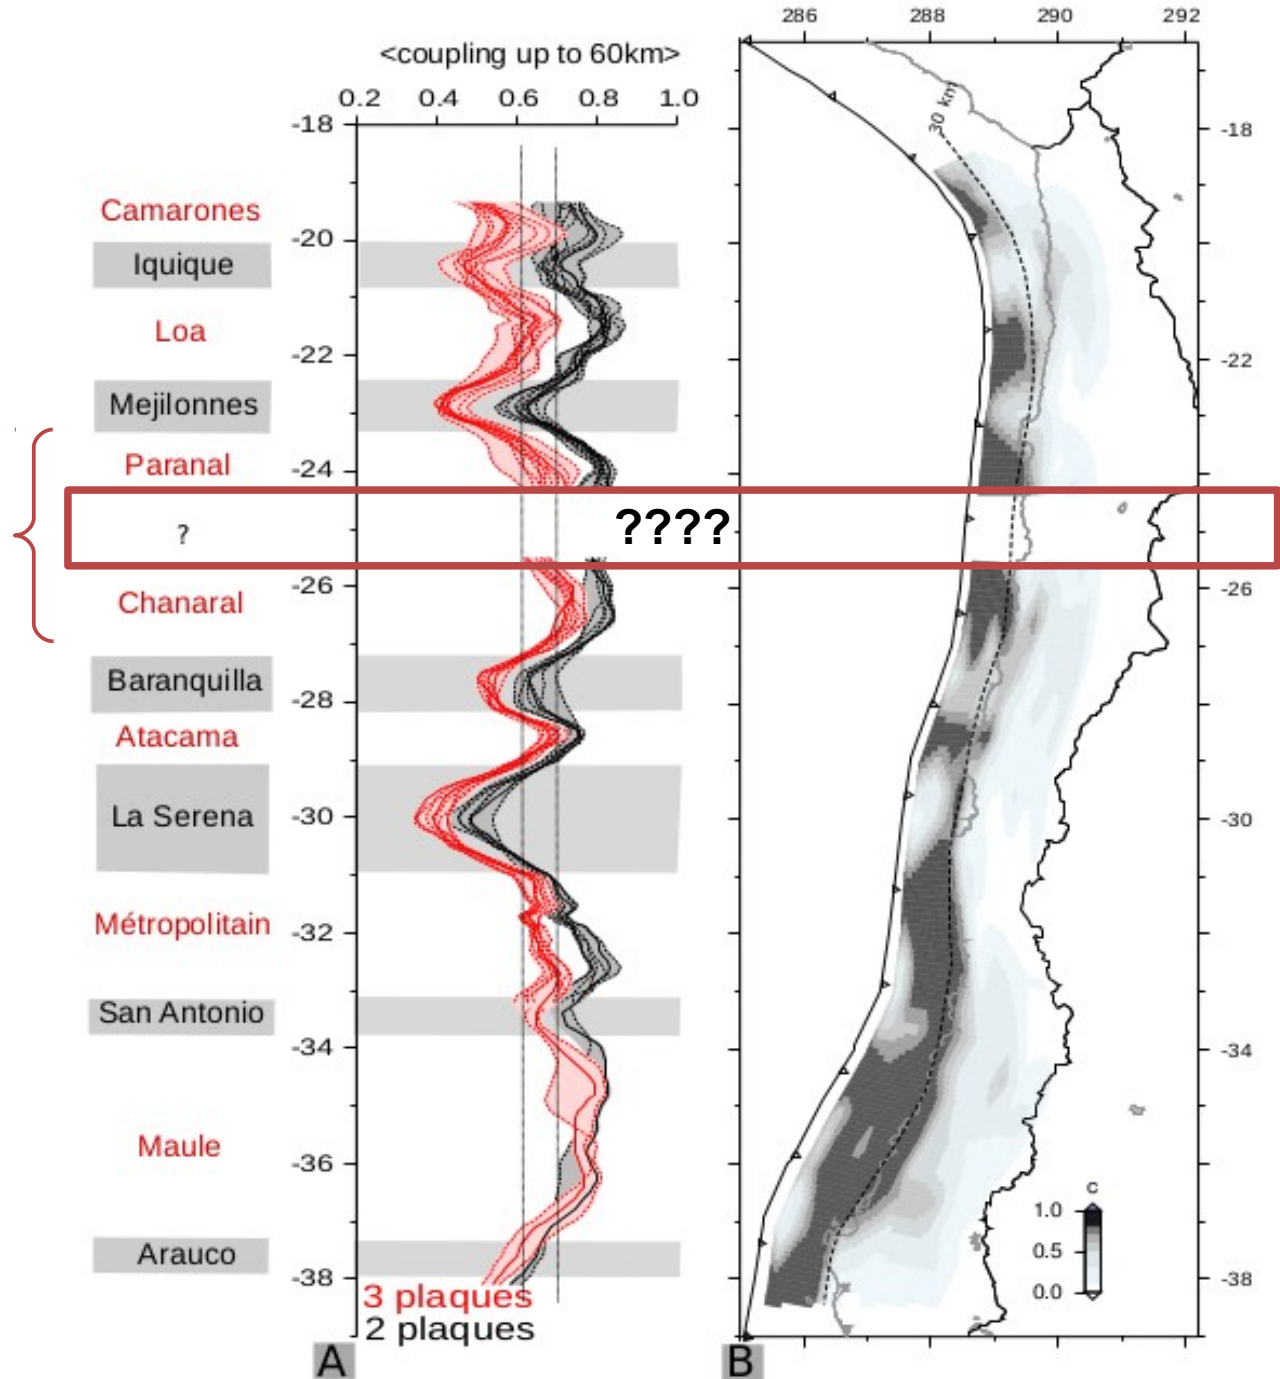 286 288 290 292
<coupling up to 60km>
0.2 0.4 0.6 0.8 1.0
-18
-20
-22
-24
-26
-28
-30
-32
-34
-36
-38
Camarones
Iquique
Loa
Mejilonnes
Paranal
?
????
Chanaral
Baranquilla
Atacama
La Serena
Métropolitain
San Antonio
Maule
Arauco
3 plaques
2 plaques
A
30 km
-18
-22
-26
-30
-34
-38
C
1.0
0.5
0.0
B